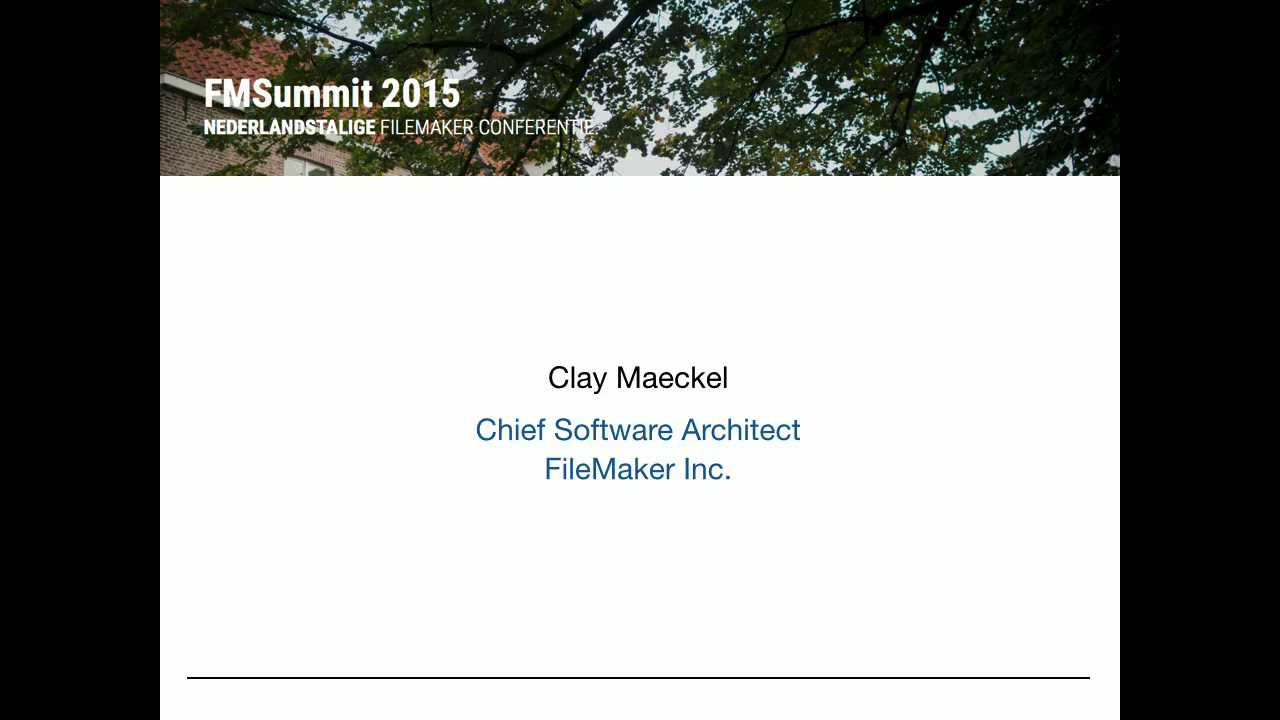 FMSummit 2015
NEDERLANDSTALIGE FILEMAKER CONFERENTIE
Clay Maeckel
Chief Software Architect
FileMaker Inc.